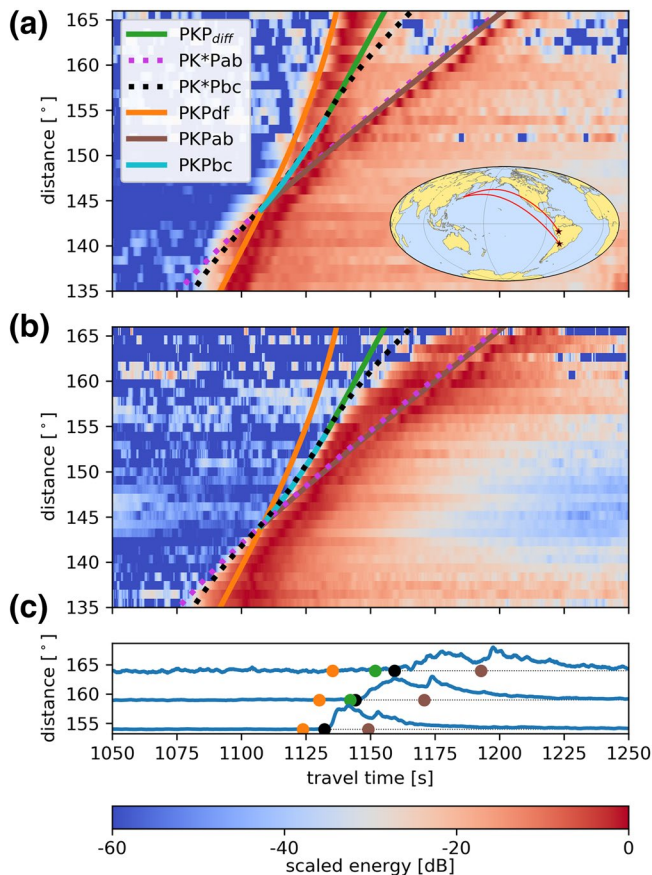 (a)
165
160
155
150
145
140
135
distance [°]
PKPdiff
PK*Pab
PK*Pbc
PKPdf
PKPab
PKPbc
(b)
165
160
155
150
145
140
135
distance [°]
(c)
165
160
155
distance [°]
1050 1075 1100 1125 1150 1175 1200 1225 1250
travel time [s]
-60 -40 -20 0
scaled energy [dB]